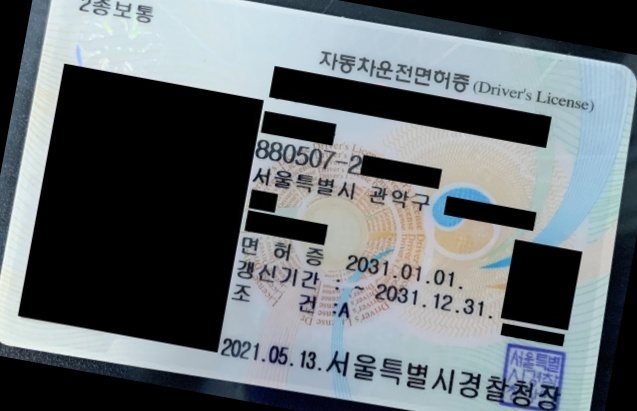 2종보통
자동차운전면허증 (Driver's License)
880507-2
서울특별시 관악구
면 허 증
갱신기간 : 2031.01.01.
~ 2031.12.31.
조 건 :A
2021.05.13. 서울특별시경찰청장